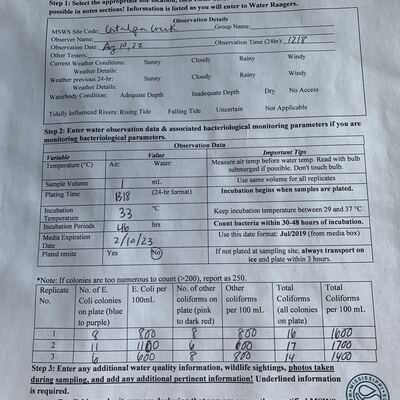 Step 1: Select the appropriate site location,
possible in notes sections! Information is listed as you will enter to Water Rangers.
Observation Details
MSWS Site Code: Catalpa Creek Group Name:
Observer Name:
Observation Date: Aug 10, 22 Observation Time (24hr): 1218
Other Testers:
Current Weather Conditions: Sunny Cloudy Rainy Windy
Weather Details:
Weather previous 24-hr: Sunny Cloudy Rainy Windy
Weather Details:
Waterbody Condition: Adequate Depth Inadequate Depth Dry No Access
Tidally Influenced Rivers: Rising Tide Falling Tide Uncertain Not Applicable
Step 2: Enter water observation data & associated bacteriological monitoring parameters if you are
monitoring bacteriological parameters.
Observation Data
Variable Value Important Tips
Temperature (°C) Air: Water: Measure air temp before water temp. Read with bulb
submerged if possible. Don't touch bulb.
Sample Volume 1 mL Use same volume for all replicates
Plating Time 1318 (24-hr format) Incubation begins when samples are plated.
Incubation
Temperature 33 °C Keep incubation temperature between 29 and 37 °C
Incubation Periods 46 hrs Count bacteria within 30-48 hours of incubation.
Media Expiration
Date 2/10/23 Use this date format: Jul/2019 (from media box)
Plated onsite Yes No If not plated at sampling site, always transport on
ice and plate within 3 hours.
*Note: If colonies are too numerous to count (>200), report as 250.
Replicate
No. No. of E.
Coli colonies
on plate (blue
to purple) E. Coli per
100mL No. of other
coliforms on
plate (pink
to dark red) Other
coliforms
per 100 mL Total
Coliforms
(all colonies
on plate) Total
Coliforms
per 100 mL
1 8 800 8 800 16 1600
2 11 1100 6 600 17 1700
3 6 600 8 800 14 1400
Step 3: Enter any additional water quality information, wildlife sightings, photos taken
during sampling, and add any additional pertinent information! Underlined information
is required.